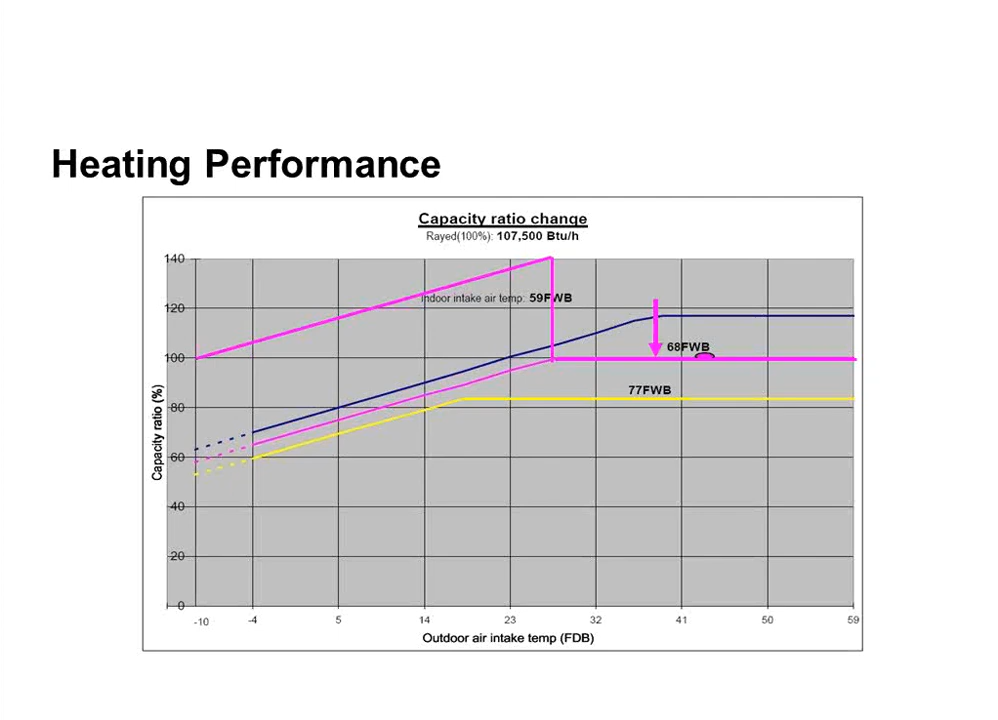 Heating Performance
Capacity ratio change
Rayed(100%): 107,500 Btu/h
140
Indoor intake air temp: 59FWB
120
68FWB
100
77FWB
80
60
40
20
0
Capacity ratio (%)
-10 -4 5 14 23 32 41 50 59
Outdoor air intake temp (FDB)